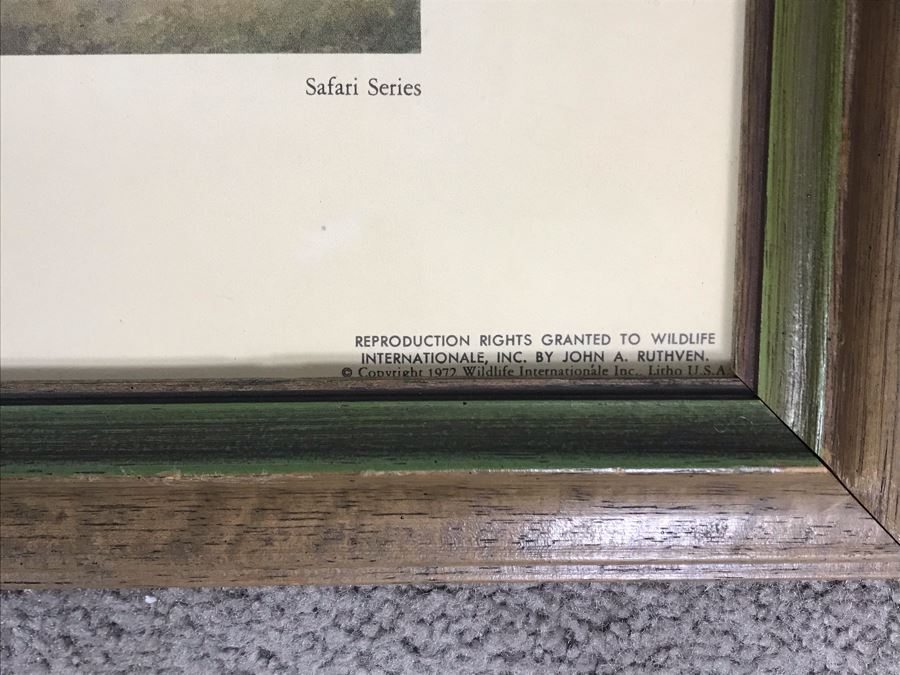 Safari Series
REPRODUCTION RIGHTS GRANTED TO WILDLIFE
INTERNATIONALE, INC. BY JOHN A. RUTHVEN.
© Copyright 1972 Wildlife Internationale Inc., Litho U.S.A